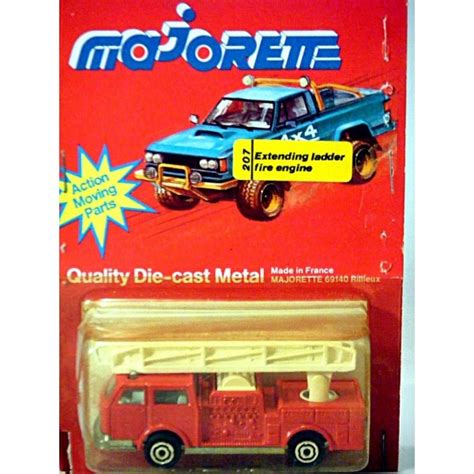 MAJORETTE
4x4
207
Extending ladder
fire engine
Action
Moving
Parts
Quality Die-cast Metal
Made in France
MAJORETTE 69140 Rillieux